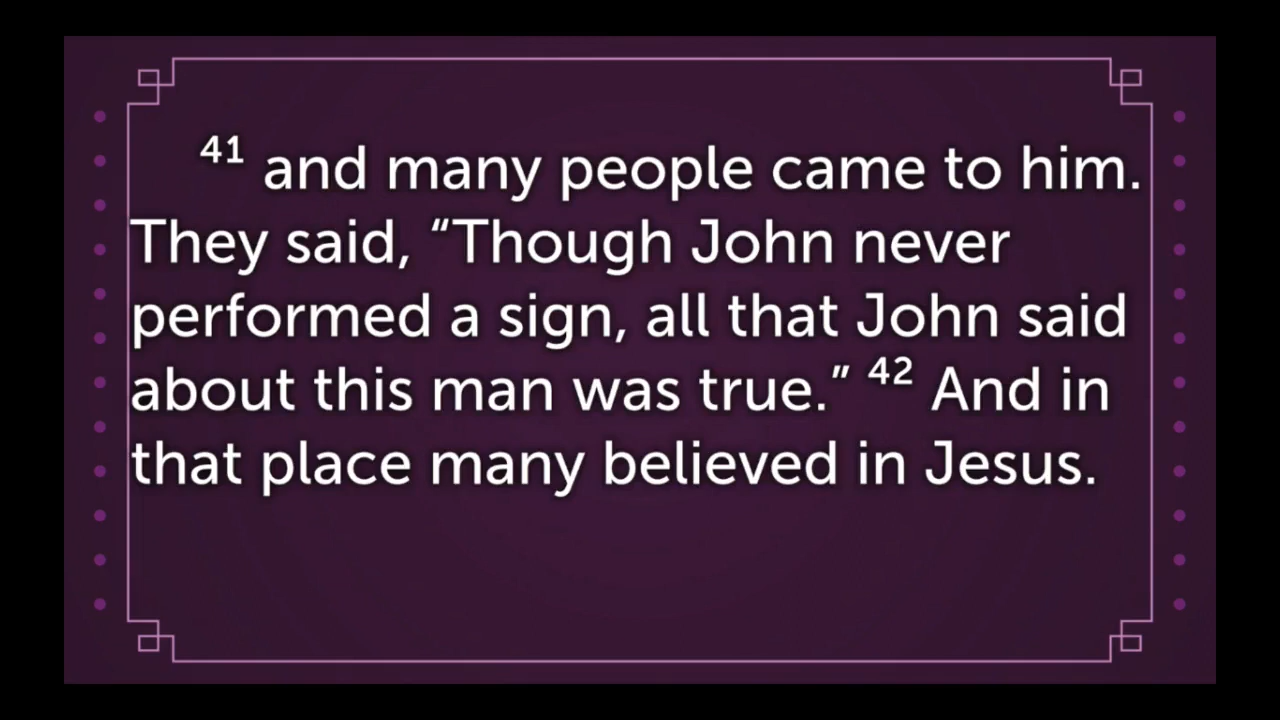 41 and many people came to him.
They said, “Though John never
performed a sign, all that John said
about this man was true.” 42 And in
that place many believed in Jesus.